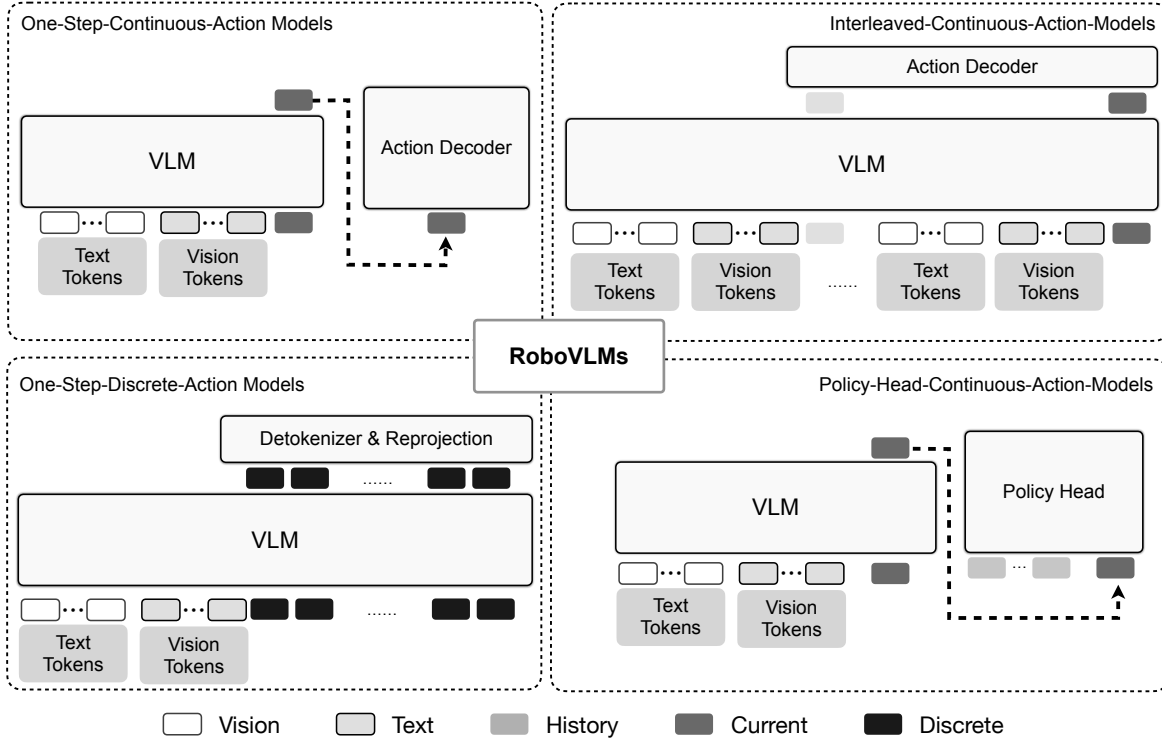 One-Step-Continuous-Action Models
VLM
Action Decoder
Text
Tokens
Vision
Tokens
Interleaved-Continuous-Action-Models
Action Decoder
VLM
Text
Tokens
Vision
Tokens
......
Text
Tokens
Vision
Tokens
RoboVLMs
One-Step-Discrete-Action Models
Detokenizer & Reprojection
......
VLM
......
Text
Tokens
Vision
Tokens
Policy-Head-Continuous-Action-Models
VLM
Policy Head
...
Text
Tokens
Vision
Tokens
Vision
Text
History
Current
Discrete